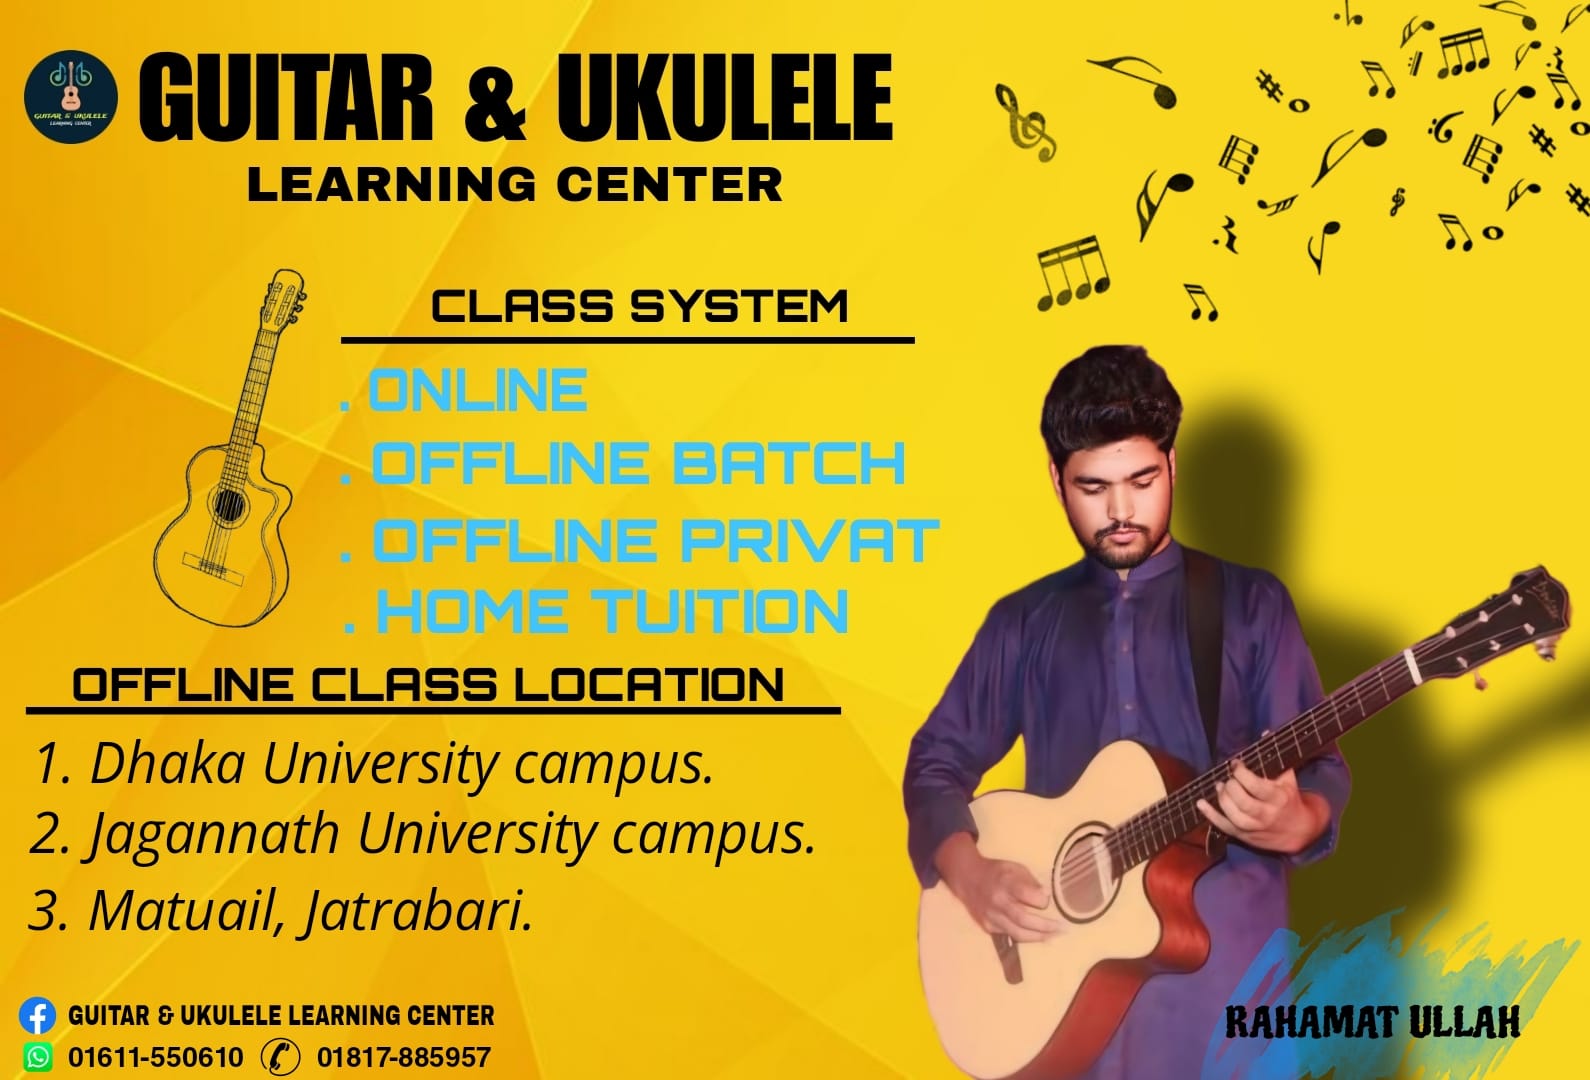 GUITAR & UKULELE
LEARNING CENTER
GUITAR & UKULELE
LEARNING CENTER
CLASS SYSTEM
. ONLINE
. OFFLINE BATCH
. OFFLINE PRIVAT
. HOME TUITION
OFFLINE CLASS LOCATION
1. Dhaka University campus.
2. Jagannath University campus.
3. Matuail, Jatrabari.
GUITAR & UKULELE LEARNING CENTER
01611-550610 01817-885957
RAHAMAT ULLAH